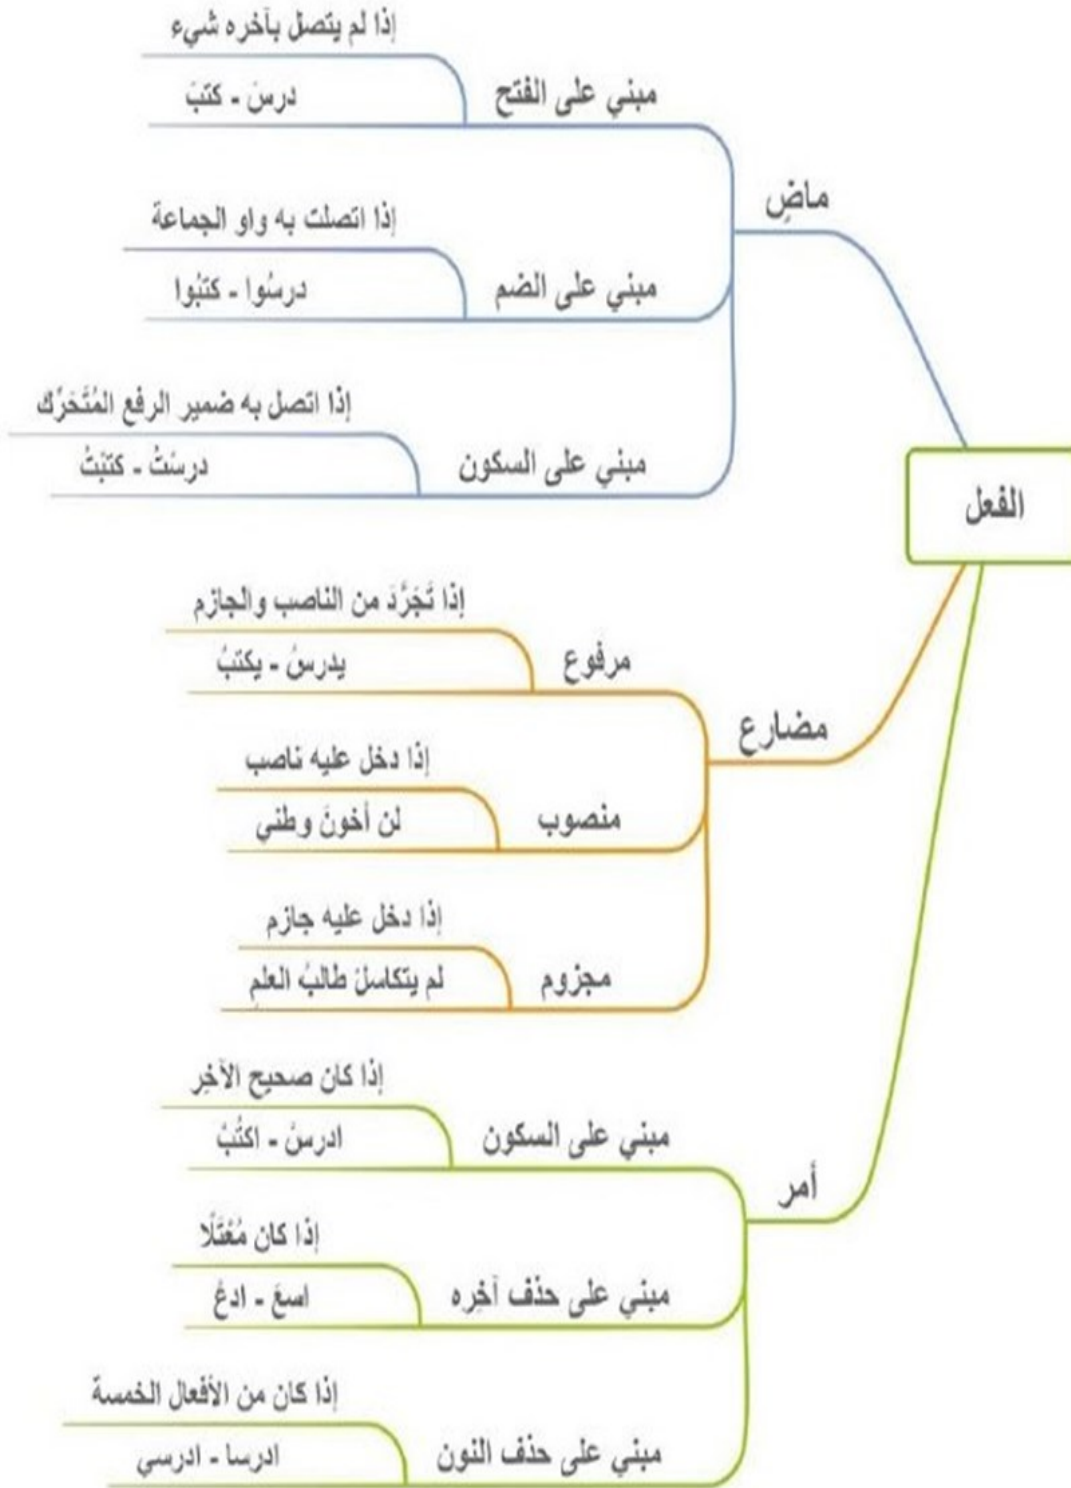 الفعل
ماضٍ
مبني على الفتح
إذا لم يتصل بآخره شيء
درسَ - كتبَ
مبني على الضم
إذا اتصلت به واو الجماعة
درسُوا - كتبُوا
مبني على السكون
إذا اتصل به ضمير الرفع المُتَحَرِّك
درسْتُ - كتبْتُ
مضارع
مرفوع
إذا تَجَرَّدَ من الناصب والجازم
يدرسُ - يكتبُ
منصوب
إذا دخل عليه ناصب
لن أخونَ وطني
مجزوم
إذا دخل عليه جازم
لم يتكاسلْ طالبُ العلمِ
أمر
مبني على السكون
إذا كان صحيح الآخِر
ادرسْ - اكتُبْ
مبني على حذف آخِره
إذا كان مُعْتَلًا
اسعَ - ادعُ
مبني على حذف النون
إذا كان من الأفعال الخمسة
ادرسا - ادرسي